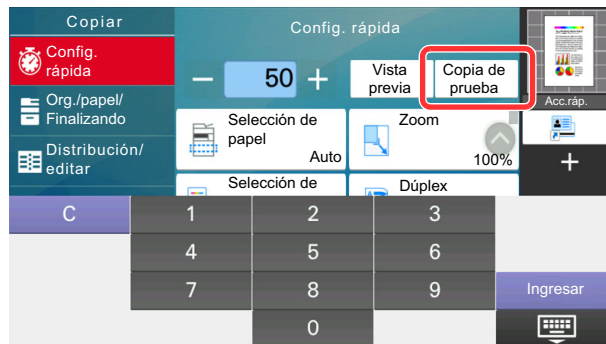 Copiar
Config. rápida
Config.
rápida
Org./papel/
Finalizando
Distribución/
editar
− 50 +
Vista
previa
Copia de
prueba
Selección de
papel
Auto
Zoom
100%
Selección de
Dúplex
Acc.ráp.
+
C 1 2 3
4 5 6
7 8 9 Ingresar
0